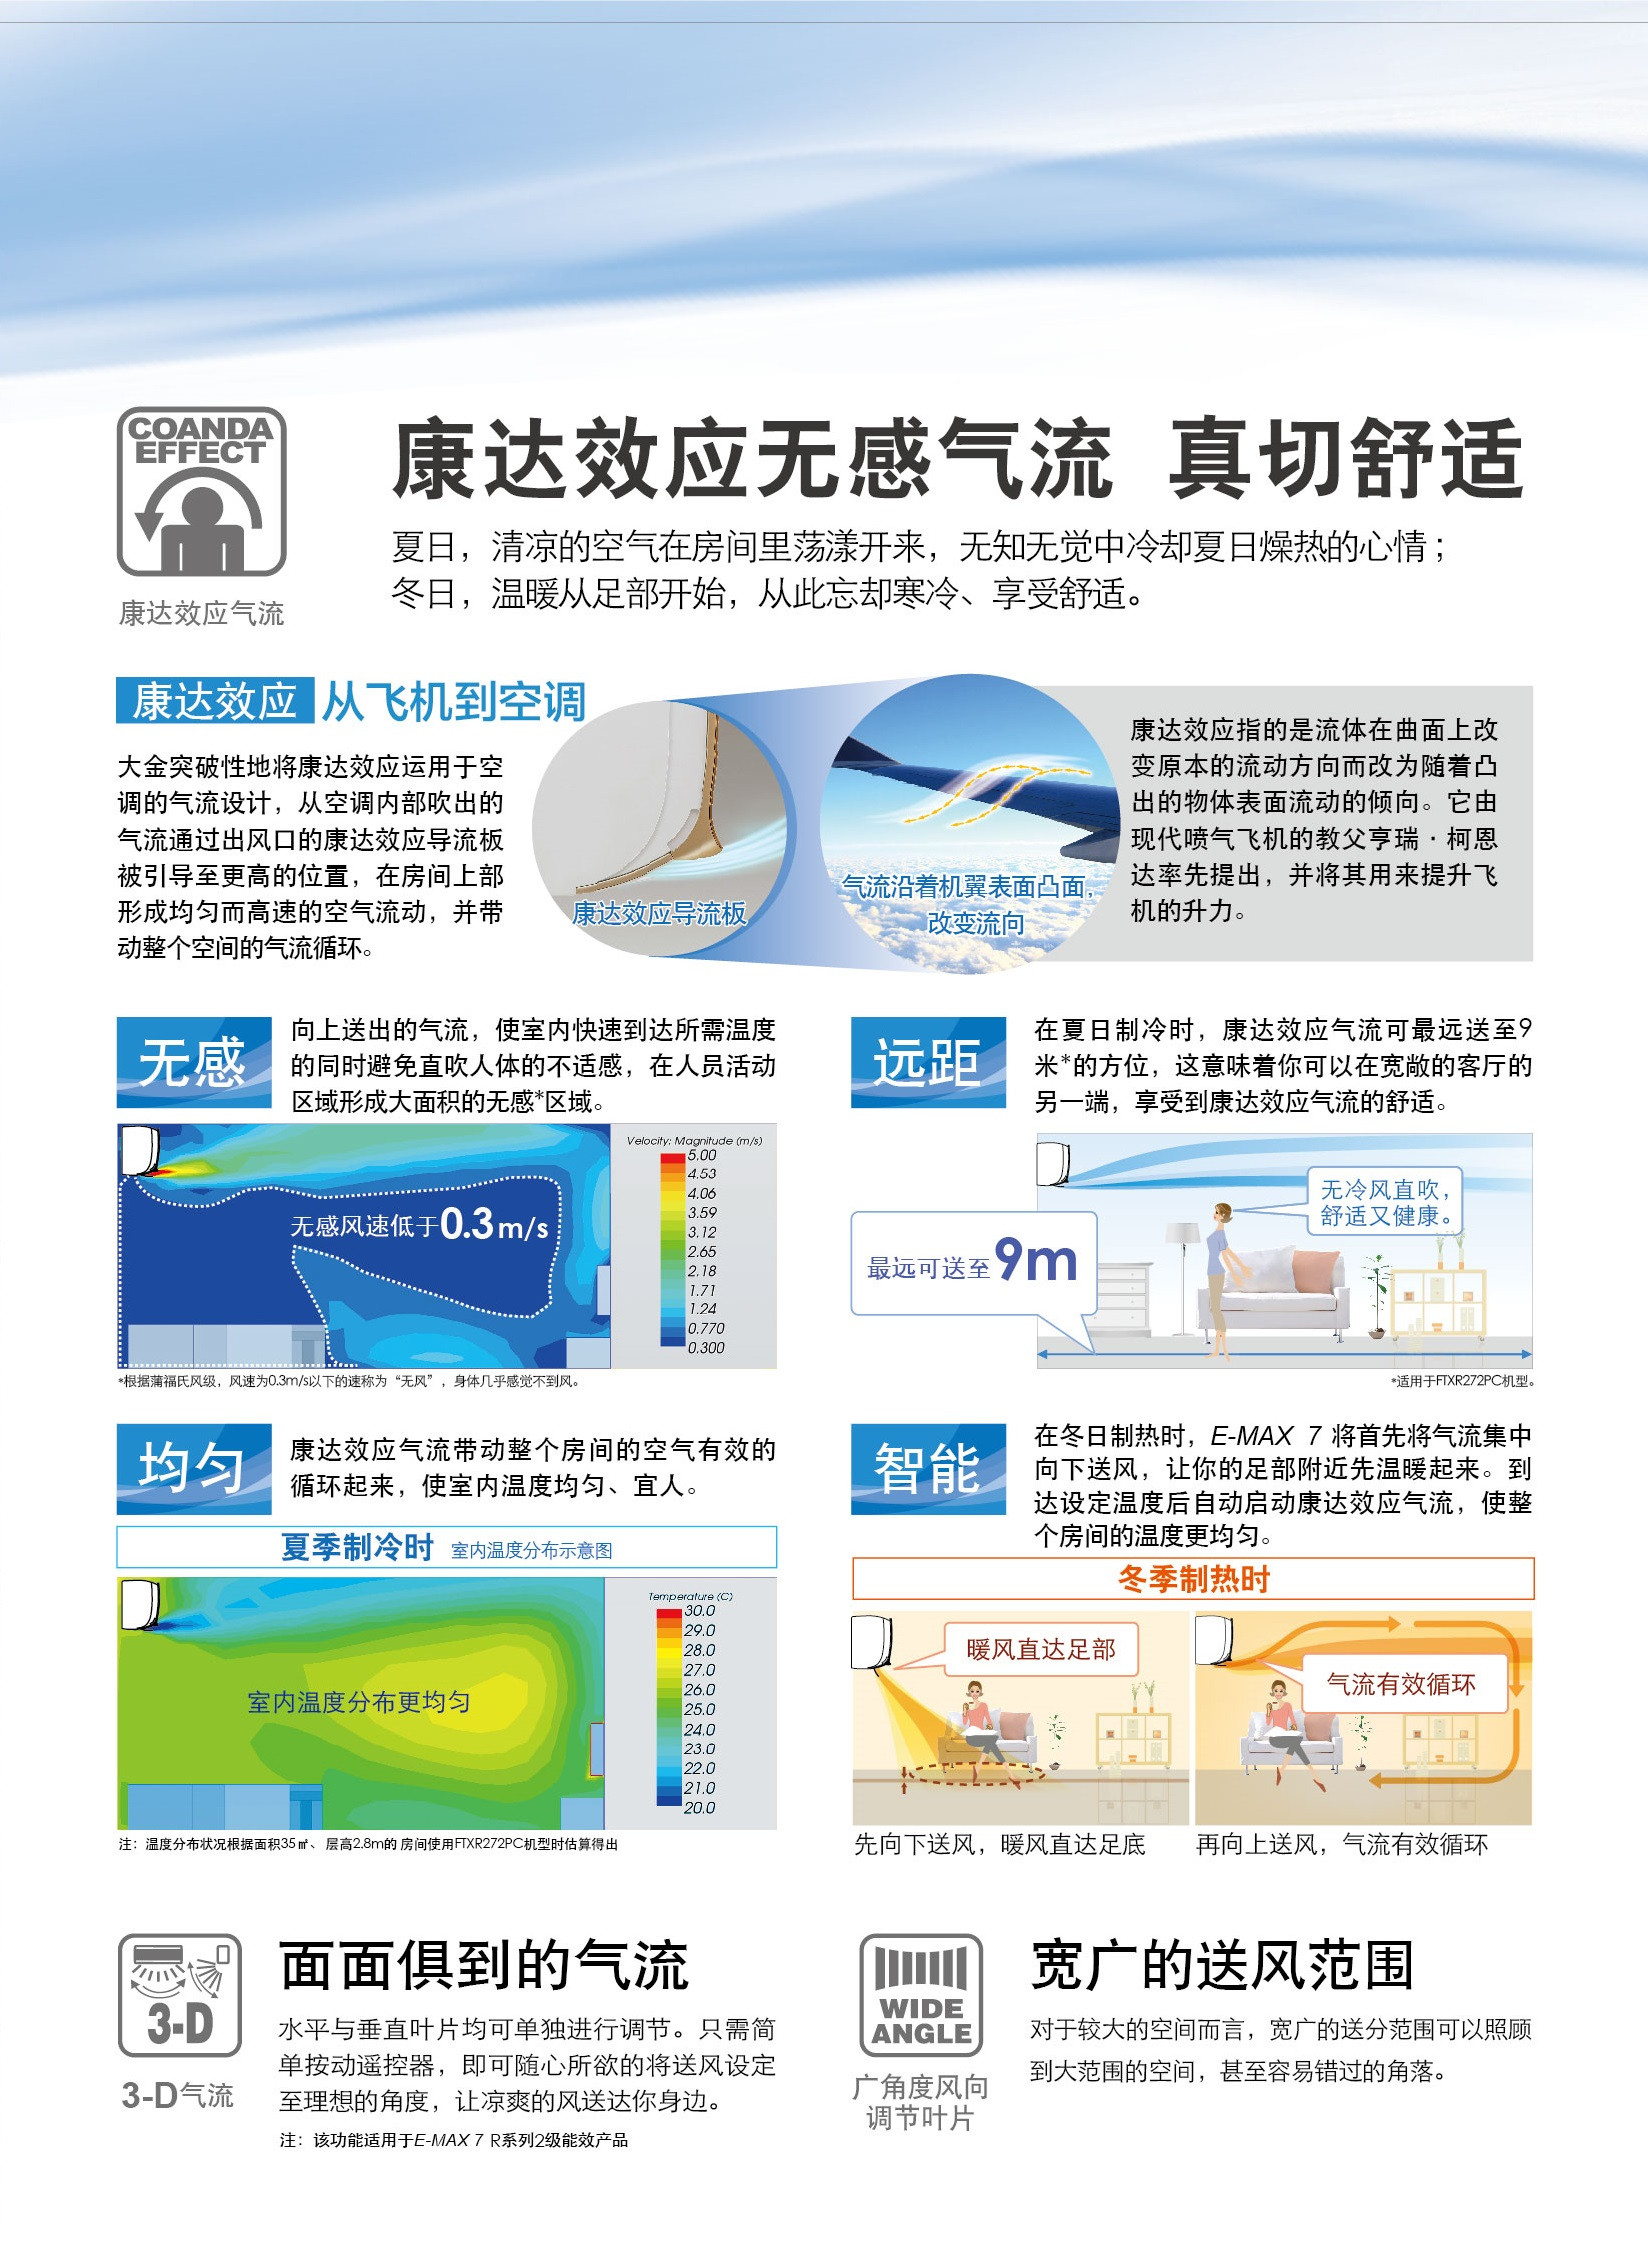 COANDA
EFFECT
康达效应气流
康达效应无感气流 真切舒适
夏日，清凉的空气在房间里荡漾开来，无知无觉中冷却夏日燥热的心情；
冬日，温暖从足部开始，从此忘却寒冷、享受舒适。
康达效应 从飞机到空调
大金突破性地将康达效应运用于空
调的气流设计，从空调内部吹出的
气流通过出风口的康达效应导流板
被引导至更高的位置，在房间上部
形成均匀而高速的空气流动，并带
动整个空间的气流循环。
康达效应导流板
气流沿着机翼表面凸面，
改变流向
康达效应指的是流体在曲面上改
变原本的流动方向而改为随着凸
出的物体表面流动的倾向。它由
现代喷气飞机的教父亨瑞·柯恩
达率先提出，并将其用来提升飞
机的升力。
无感
向上送出的气流，使室内快速到达所需温度
的同时避免直吹人体的不适感，在人员活动
区域形成大面积的无感*区域。
无感风速低于0.3m/s
Velocity: Magnitude (m/s)
5.00
4.53
4.06
3.59
3.12
2.65
2.18
1.71
1.24
0.770
0.300
*根据蒲福氏风级，风速为0.3m/s以下的速称为“无风”，身体几乎感觉不到风。
远距
在夏日制冷时，康达效应气流可最远送至9
米*的方位，这意味着你可以在宽敞的客厅的
另一端，享受到康达效应气流的舒适。
无冷风直吹，
舒适又健康。
最远可送至9m
*适用于FTXR272PC机型。
均匀
康达效应气流带动整个房间的空气有效的
循环起来，使室内温度均匀、宜人。
夏季制冷时 室内温度分布示意图
室内温度分布更均匀
Temperature (C)
30.0
29.0
28.0
27.0
26.0
25.0
24.0
23.0
22.0
21.0
20.0
注：温度分布状况根据面积35㎡、层高2.8m的 房间使用FTXR272PC机型时估算得出
智能
在冬日制热时，E-MAX 7 将首先将气流集中
向下送风，让你的足部附近先温暖起来。到
达设定温度后自动启动康达效应气流，使整
个房间的温度更均匀。
冬季制热时
暖风直达足部
气流有效循环
先向下送风，暖风直达足底
再向上送风，气流有效循环
3-D
3-D气流
面面俱到的气流
水平与垂直叶片均可单独进行调节。只需简
单按动遥控器，即可随心所欲的将送风设定
至理想的角度，让凉爽的风送达你身边。
注：该功能适用于E-MAX 7 R系列2级能效产品
WIDE
ANGLE
广角度风向
调节叶片
宽广的送风范围
对于较大的空间而言，宽广的送分范围可以照顾
到大范围的空间，甚至容易错过的角落。